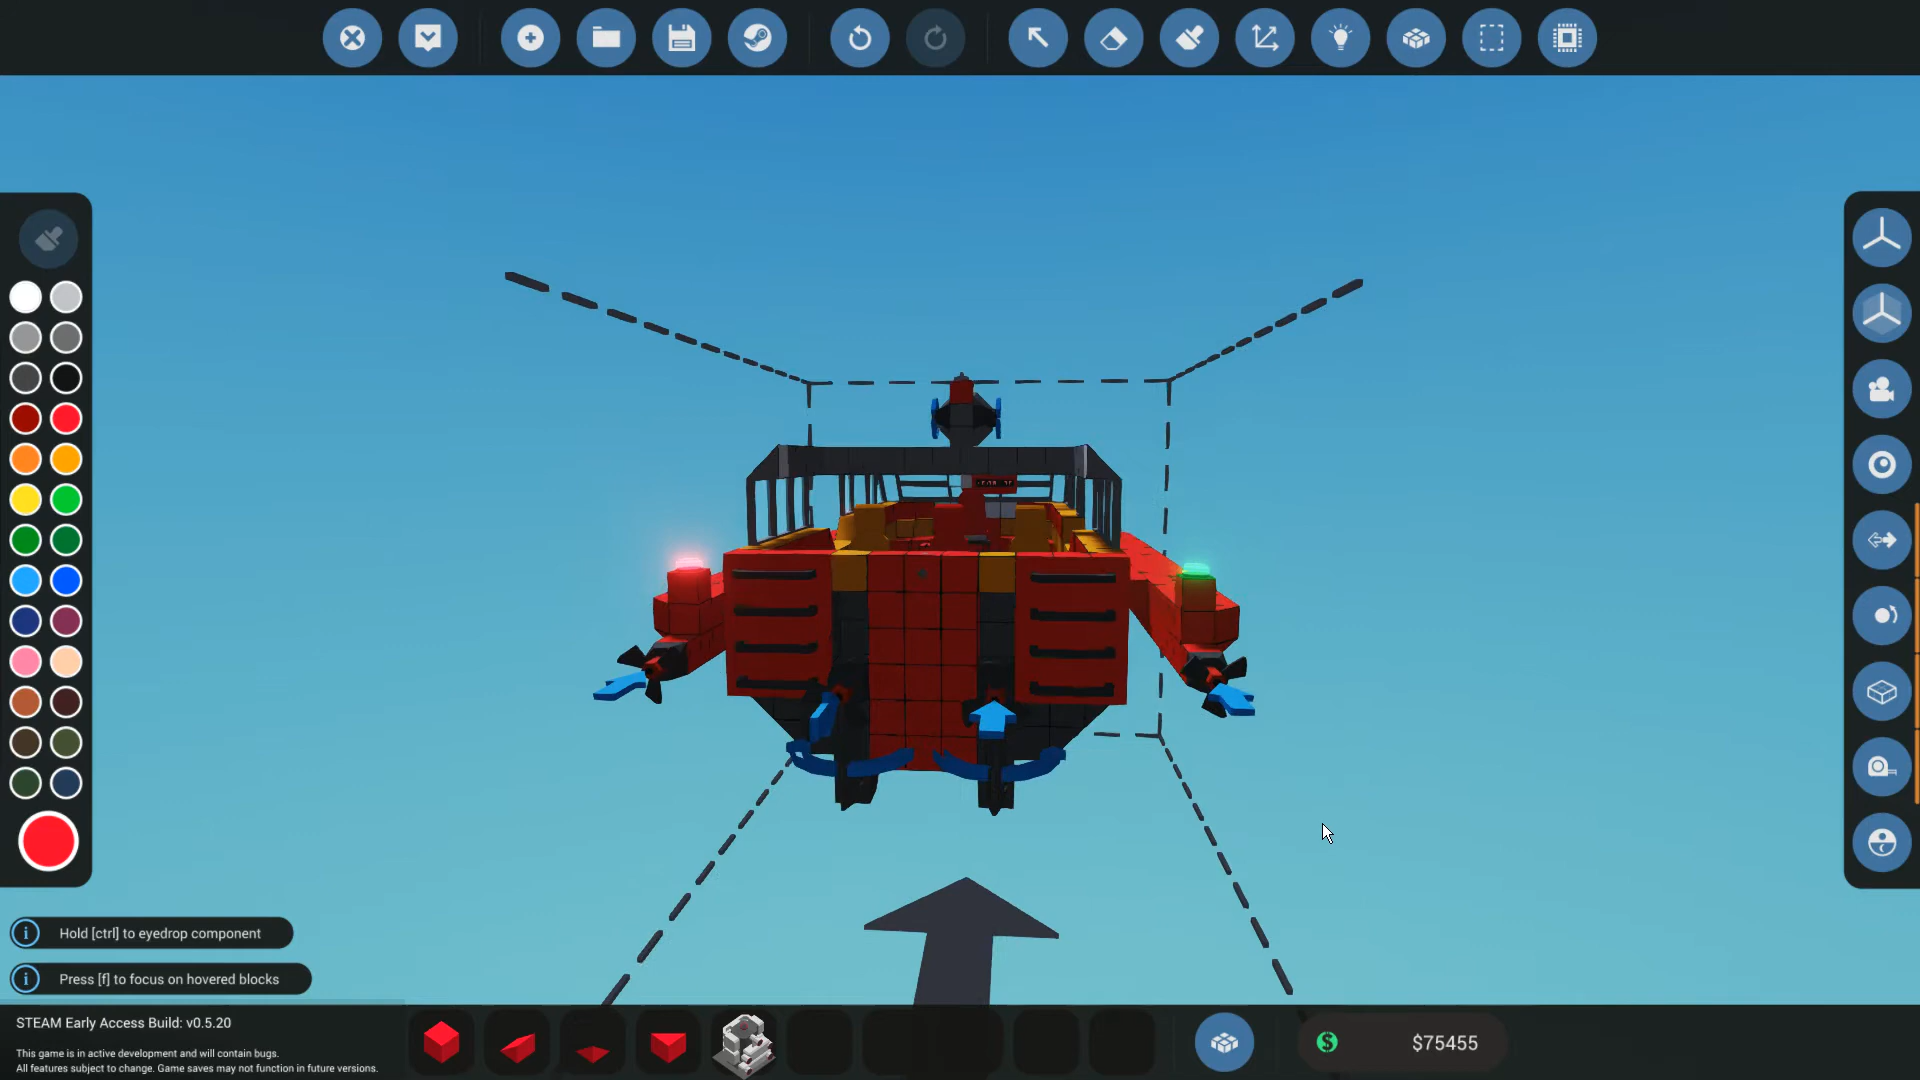 Hold [ctrl] to eyedrop component
Press [f] to focus on hovered blocks
STEAM Early Access Build: v0.5.20
This game is in active development and will contain bugs.
All features subject to change. Game saves may not function in future versions.
$75455